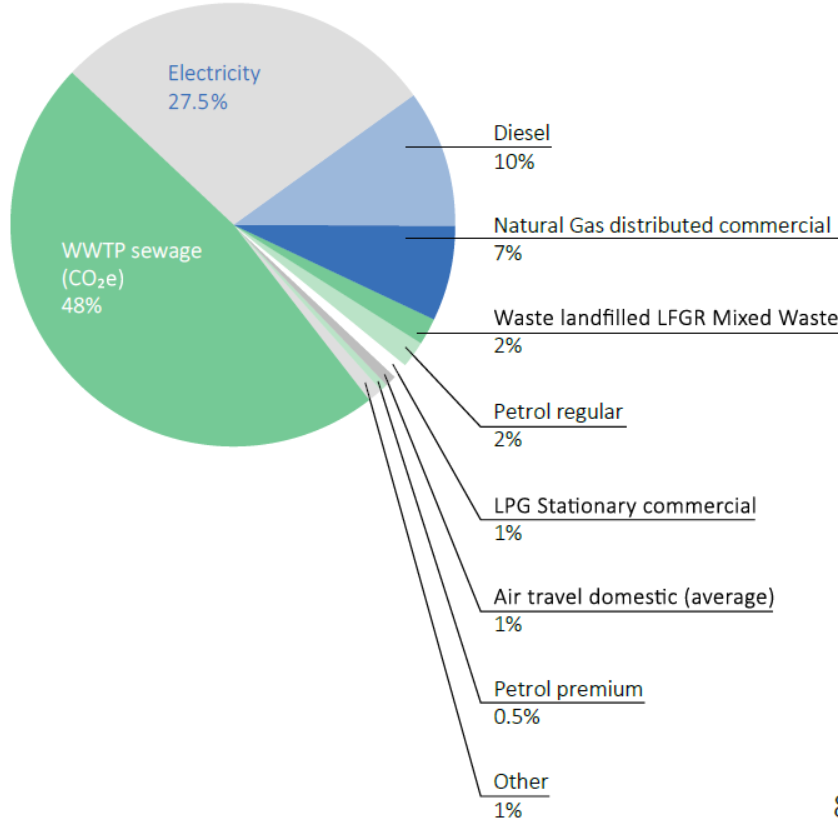 Electricity
27.5%
Diesel
10%
Natural Gas distributed commercial
7%
WWTP sewage
(CO₂e)
48%
Waste landfilled LFGR Mixed Waste
2%
Petrol regular
2%
LPG Stationary commercial
1%
Air travel domestic (average)
1%
Petrol premium
0.5%
Other
1%